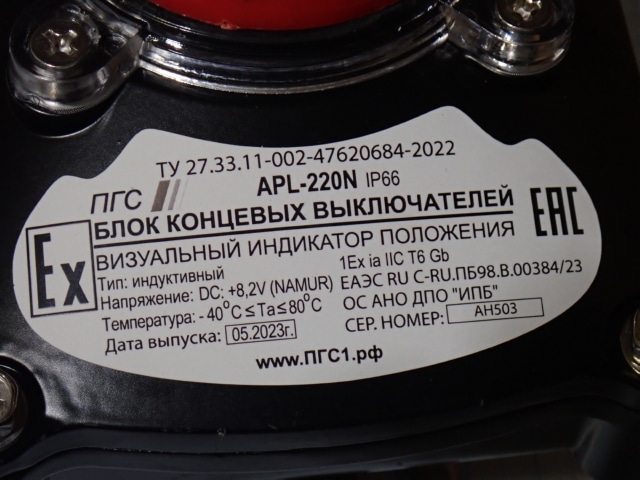 ТУ 27.33.11-002-47620684-2022
ПГС
APL-220N IP66
БЛОК КОНЦЕВЫХ ВЫКЛЮЧАТЕЛЕЙ
EAC
Ex
ВИЗУАЛЬНЫЙ ИНДИКАТОР ПОЛОЖЕНИЯ
Тип: индуктивный
1Ex ia IIC T6 Gb
Напряжение: DC: +8,2V (NAMUR)
ЕАЭС RU C-RU.ПБ98.В.00384/23
Температура: - 40°C ≤ Ta ≤ 80°C
ОС АНО ДПО "ИПБ"
Дата выпуска: 05.2023г.
СЕР. НОМЕР: AH503
www.ПГС1.рф